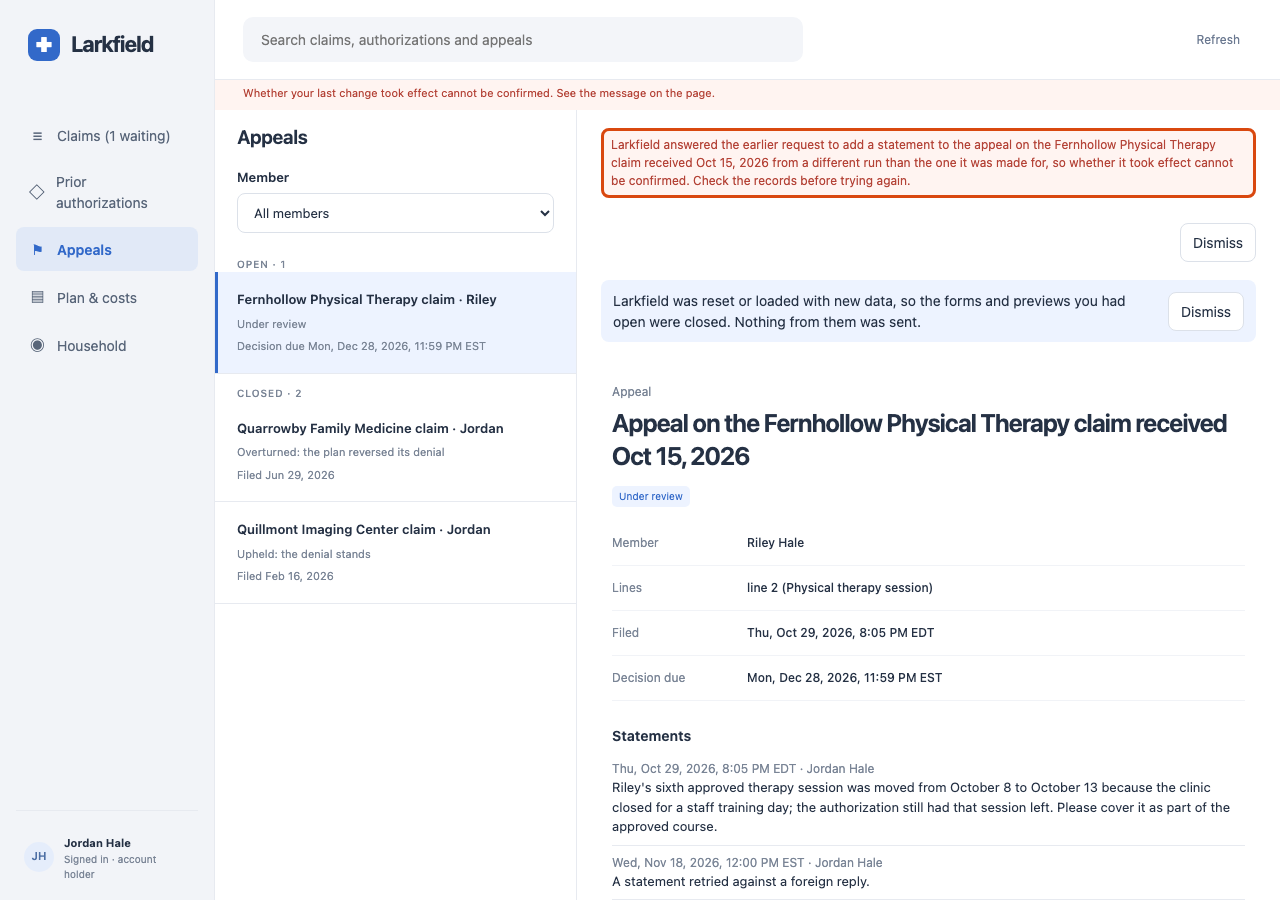 Larkfield
Search claims, authorizations and appeals
Refresh
Whether your last change took effect cannot be confirmed. See the message on the page.
Claims (1 waiting)
Prior
authorizations
Appeals
Plan & costs
Household
JH
Jordan Hale
Signed in · account
holder
Appeals
Member
All members
OPEN · 1
Fernhollow Physical Therapy claim · Riley
Under review
Decision due Mon, Dec 28, 2026, 11:59 PM EST
CLOSED · 2
Quarrowby Family Medicine claim · Jordan
Overturned: the plan reversed its denial
Filed Jun 29, 2026
Quillmont Imaging Center claim · Jordan
Upheld: the denial stands
Filed Feb 16, 2026
Larkfield answered the earlier request to add a statement to the appeal on the Fernhollow Physical Therapy
claim received Oct 15, 2026 from a different run than the one it was made for, so whether it took effect cannot
be confirmed. Check the records before trying again.
Dismiss
Larkfield was reset or loaded with new data, so the forms and previews you had
open were closed. Nothing from them was sent.
Dismiss
Appeal
Appeal on the Fernhollow Physical Therapy claim received
Oct 15, 2026
Under review
Member Riley Hale
Lines line 2 (Physical therapy session)
Filed Thu, Oct 29, 2026, 8:05 PM EDT
Decision due Mon, Dec 28, 2026, 11:59 PM EST
Statements
Thu, Oct 29, 2026, 8:05 PM EDT · Jordan Hale
Riley's sixth approved therapy session was moved from October 8 to October 13 because the clinic
closed for a staff training day; the authorization still had that session left. Please cover it as part of the
approved course.
Wed, Nov 18, 2026, 12:00 PM EST · Jordan Hale
A statement retried against a foreign reply.